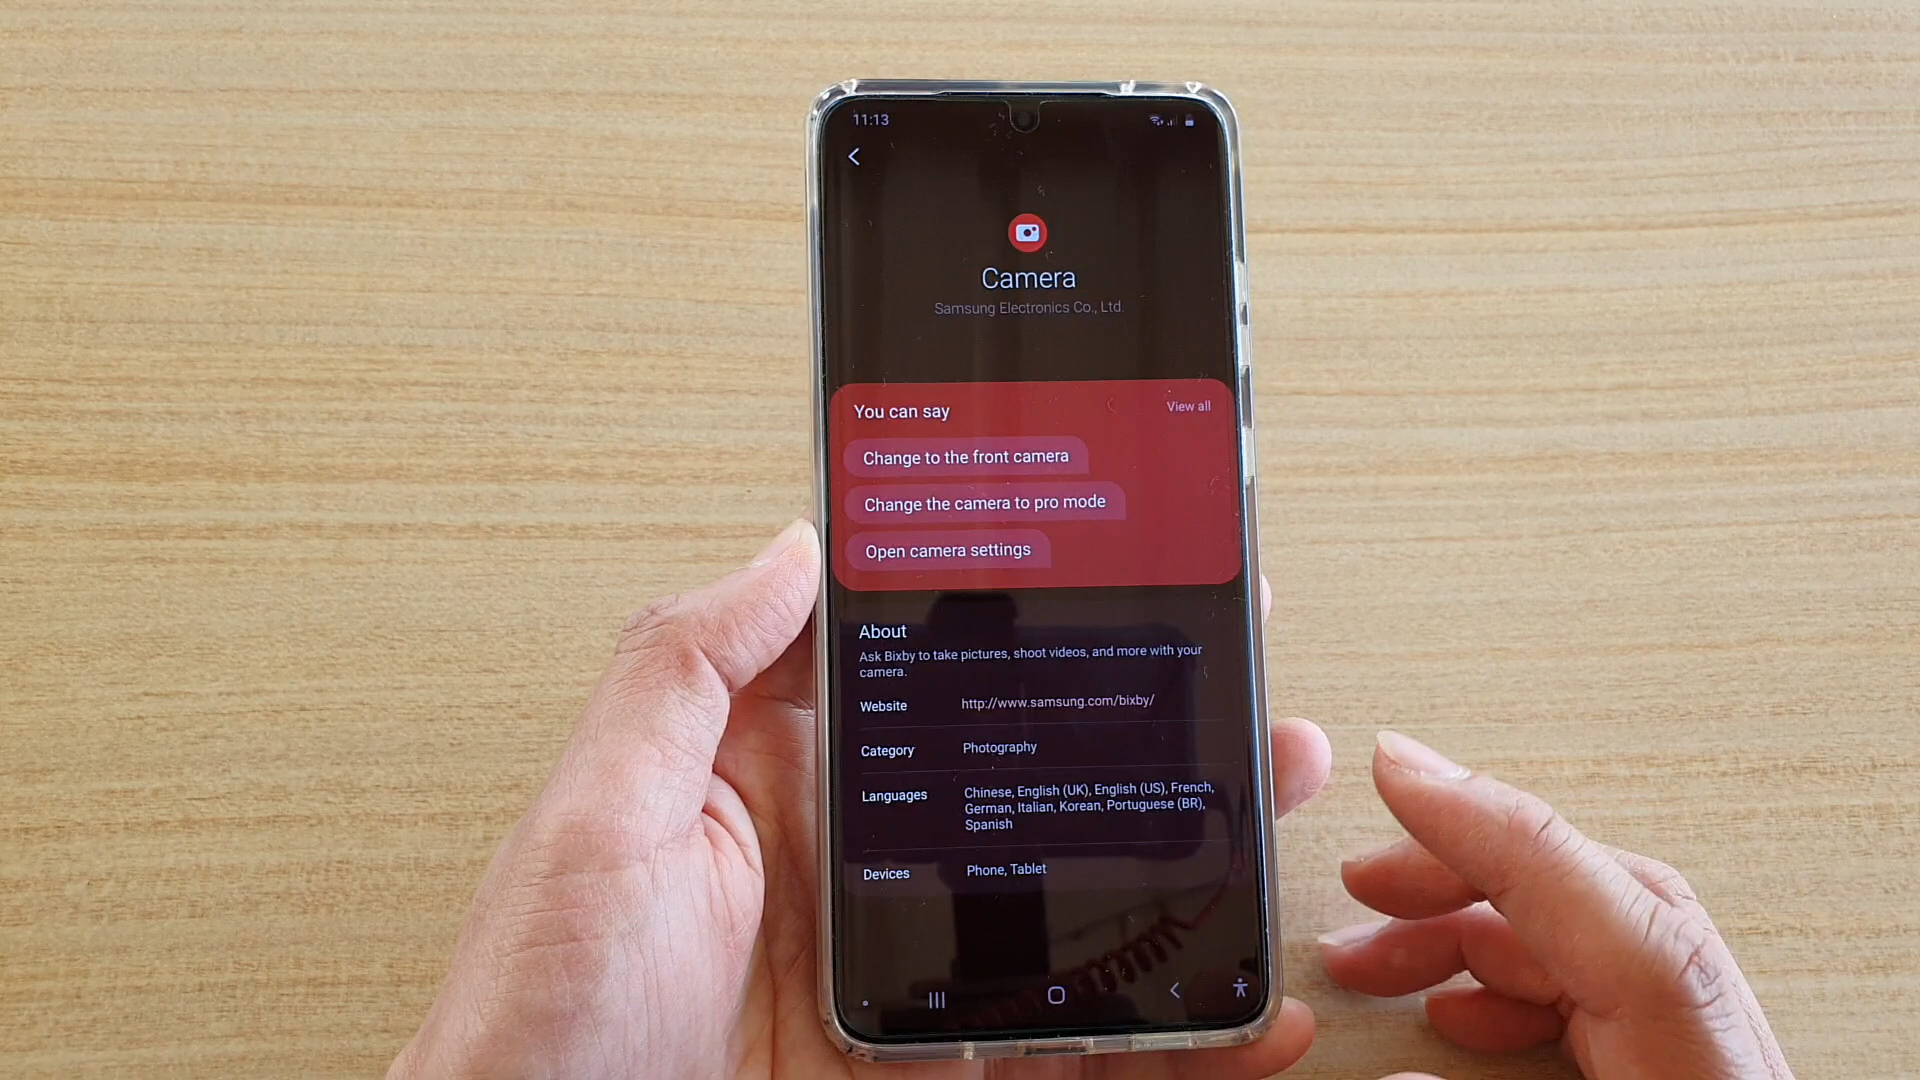 11:13
Camera
Samsung Electronics Co., Ltd.
You can say
View all
Change to the front camera
Change the camera to pro mode
Open camera settings
About
Ask Bixby to take pictures, shoot videos, and more with your
camera.
Website
http://www.samsung.com/bixby/
Category
Photography
Languages
Chinese, English (UK), English (US), French,
German, Italian, Korean, Portuguese (BR),
Spanish
Devices
Phone, Tablet